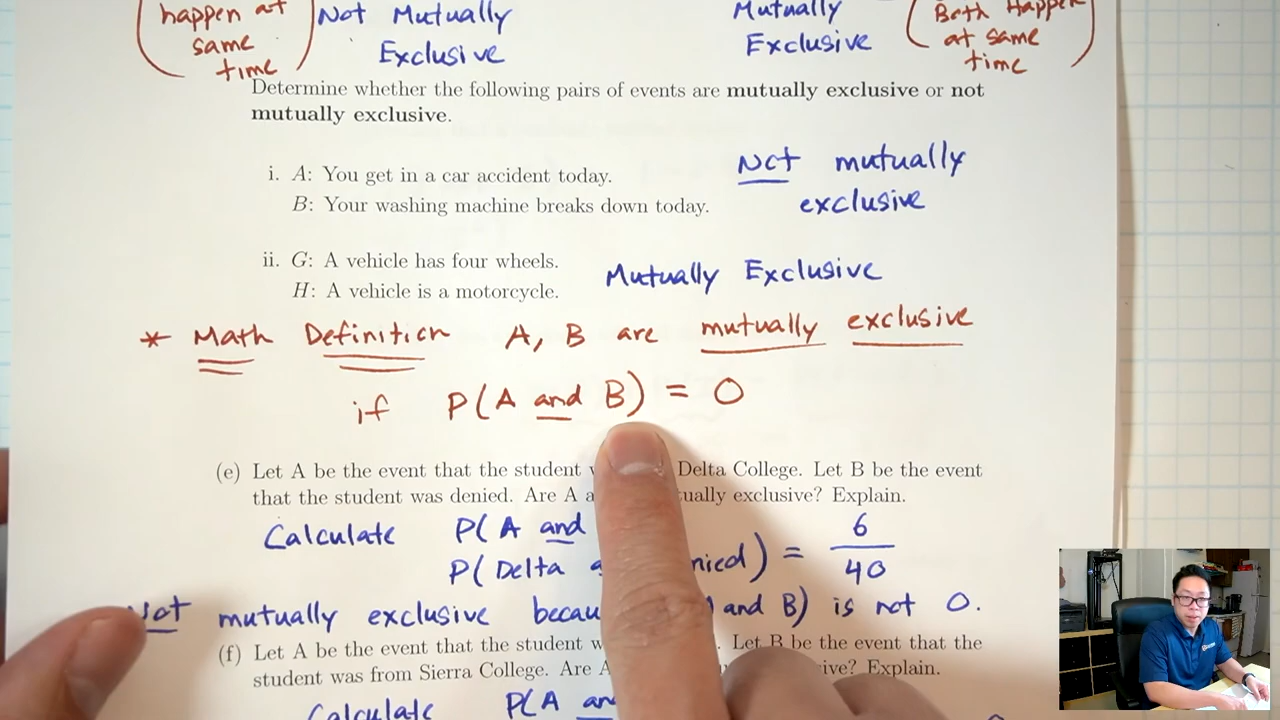 happen at
same
time
Not Mutually
Exclusive
Mutually
Exclusive
Both Happen
at same
time
Determine whether the following pairs of events are mutually exclusive or not
mutually exclusive.
i. A: You get in a car accident today.
B: Your washing machine breaks down today.
Not mutually
exclusive
ii. G: A vehicle has four wheels.
H: A vehicle is a motorcycle.
Mutually Exclusive
* Math Definition A, B are mutually exclusive
if P(A and B) = 0
(e) Let A be the event that the student Delta College. Let B be the event
that the student was denied. Are A exclusive? Explain.
Calculate P(A and
P(Delta = 6/40
Not mutually exclusive and B) is not 0.
(f) Let A be the event that the student Let B be the event that the
student was from Sierra College. Are Explain.
Calculate P(A